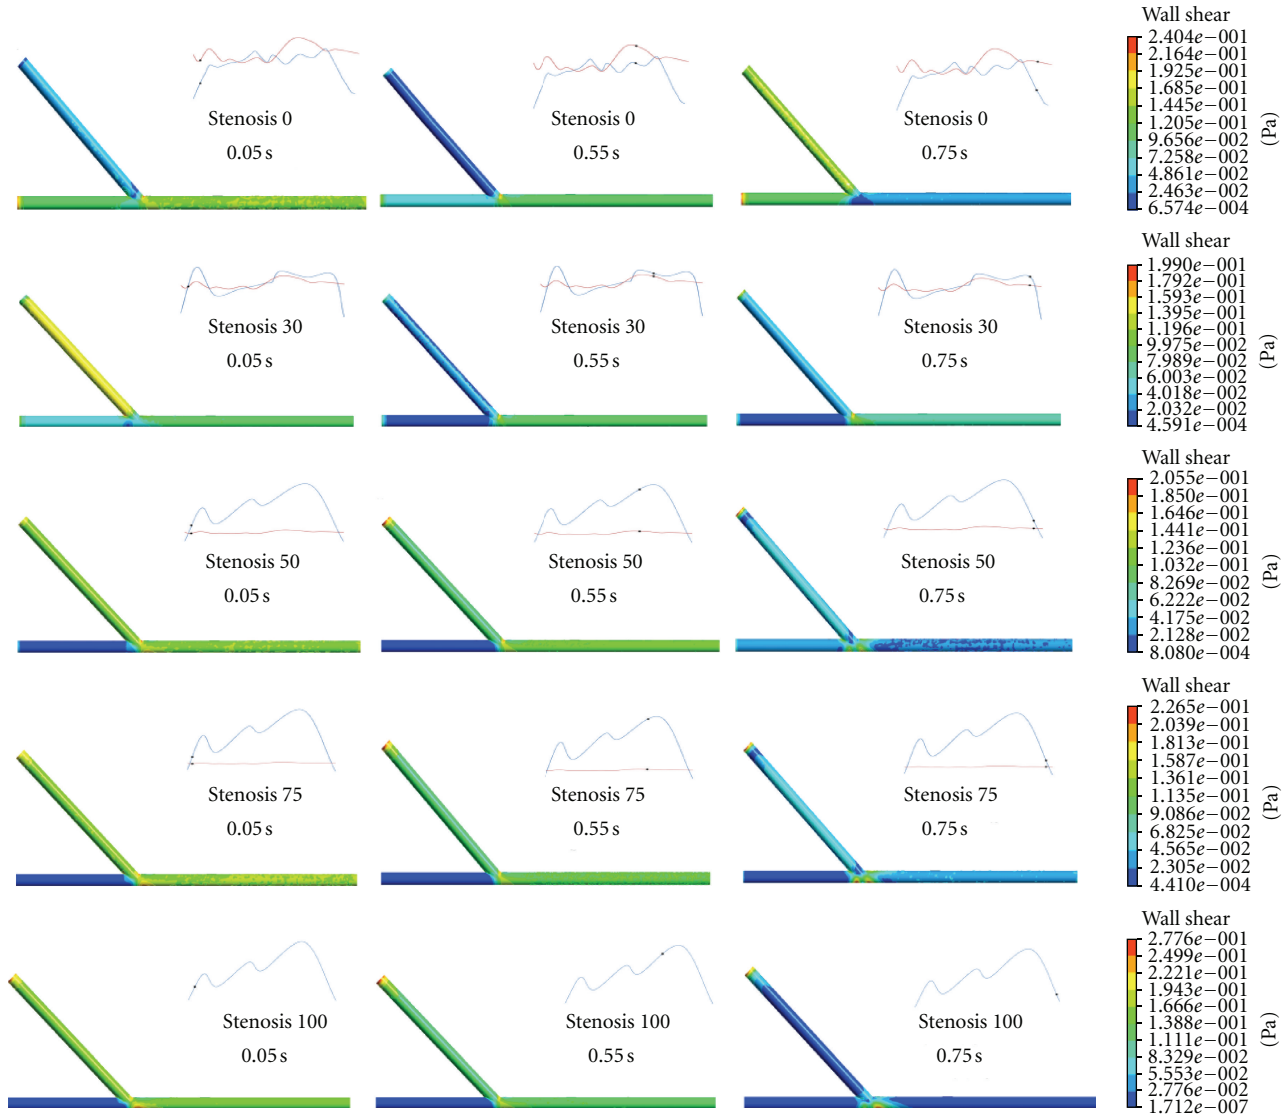 Stenosis 0
0.05 s
Stenosis 0
0.55 s
Stenosis 0
0.75 s
Wall shear
2.404e−001
2.164e−001
1.925e−001
1.685e−001
1.445e−001
1.205e−001
9.656e−002
7.258e−002
4.861e−002
2.463e−002
6.574e−004
(Pa)
Stenosis 30
0.05 s
Stenosis 30
0.55 s
Stenosis 30
0.75 s
Wall shear
1.990e−001
1.792e−001
1.593e−001
1.395e−001
1.196e−001
9.975e−002
7.989e−002
6.003e−002
4.018e−002
2.032e−002
4.591e−004
(Pa)
Stenosis 50
0.05 s
Stenosis 50
0.55 s
Stenosis 50
0.75 s
Wall shear
2.055e−001
1.850e−001
1.646e−001
1.441e−001
1.236e−001
1.032e−001
8.269e−002
6.222e−002
4.175e−002
2.128e−002
8.080e−004
(Pa)
Stenosis 75
0.05 s
Stenosis 75
0.55 s
Stenosis 75
0.75 s
Wall shear
2.265e−001
2.039e−001
1.813e−001
1.587e−001
1.361e−001
1.135e−001
9.086e−002
6.825e−002
4.565e−002
2.305e−002
4.410e−004
(Pa)
Stenosis 100
0.05 s
Stenosis 100
0.55 s
Stenosis 100
0.75 s
Wall shear
2.776e−001
2.499e−001
2.221e−001
1.943e−001
1.666e−001
1.388e−001
1.111e−001
8.329e−002
5.553e−002
2.776e−002
1.712e−007
(Pa)